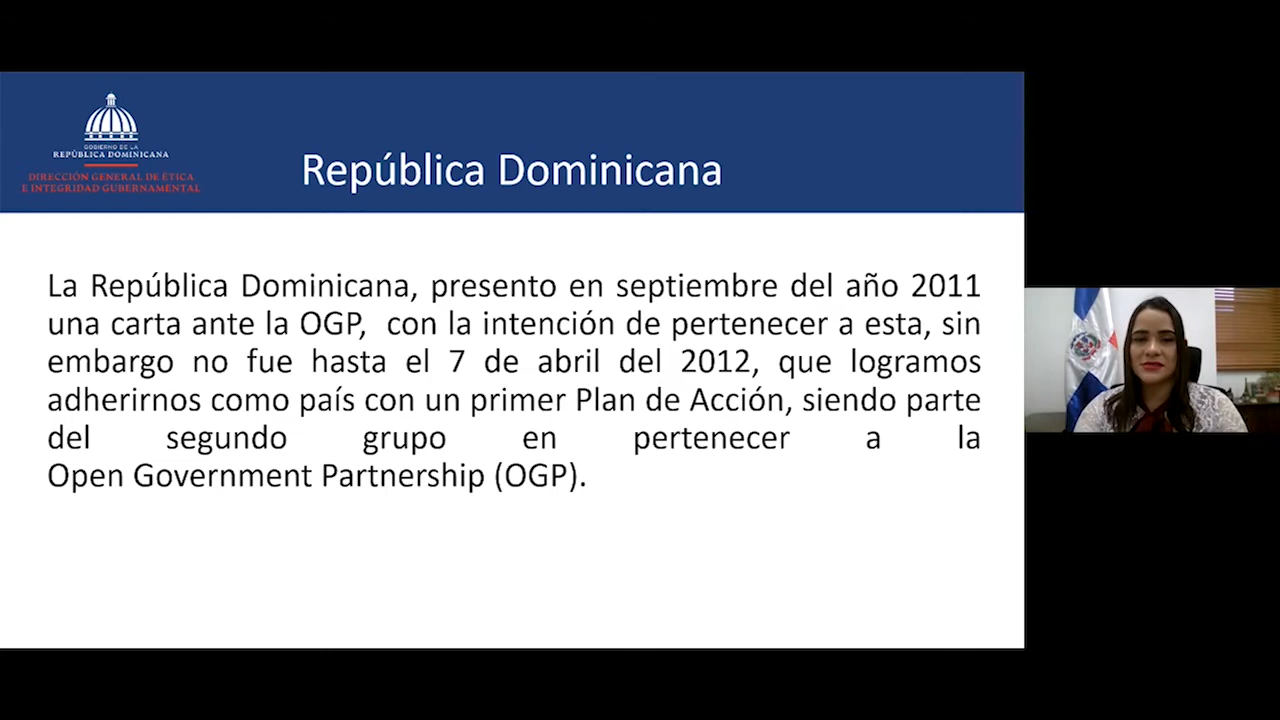 GOBIERNO DE LA
REPÚBLICA DOMINICANA
DIRECCIÓN GENERAL DE ÉTICA
E INTEGRIDAD GUBERNAMENTAL
República Dominicana
La República Dominicana, presento en septiembre del año 2011
una carta ante la OGP, con la intención de pertenecer a esta, sin
embargo no fue hasta el 7 de abril del 2012, que logramos
adherirnos como país con un primer Plan de Acción, siendo parte
del segundo grupo en pertenecer a la
Open Government Partnership (OGP).